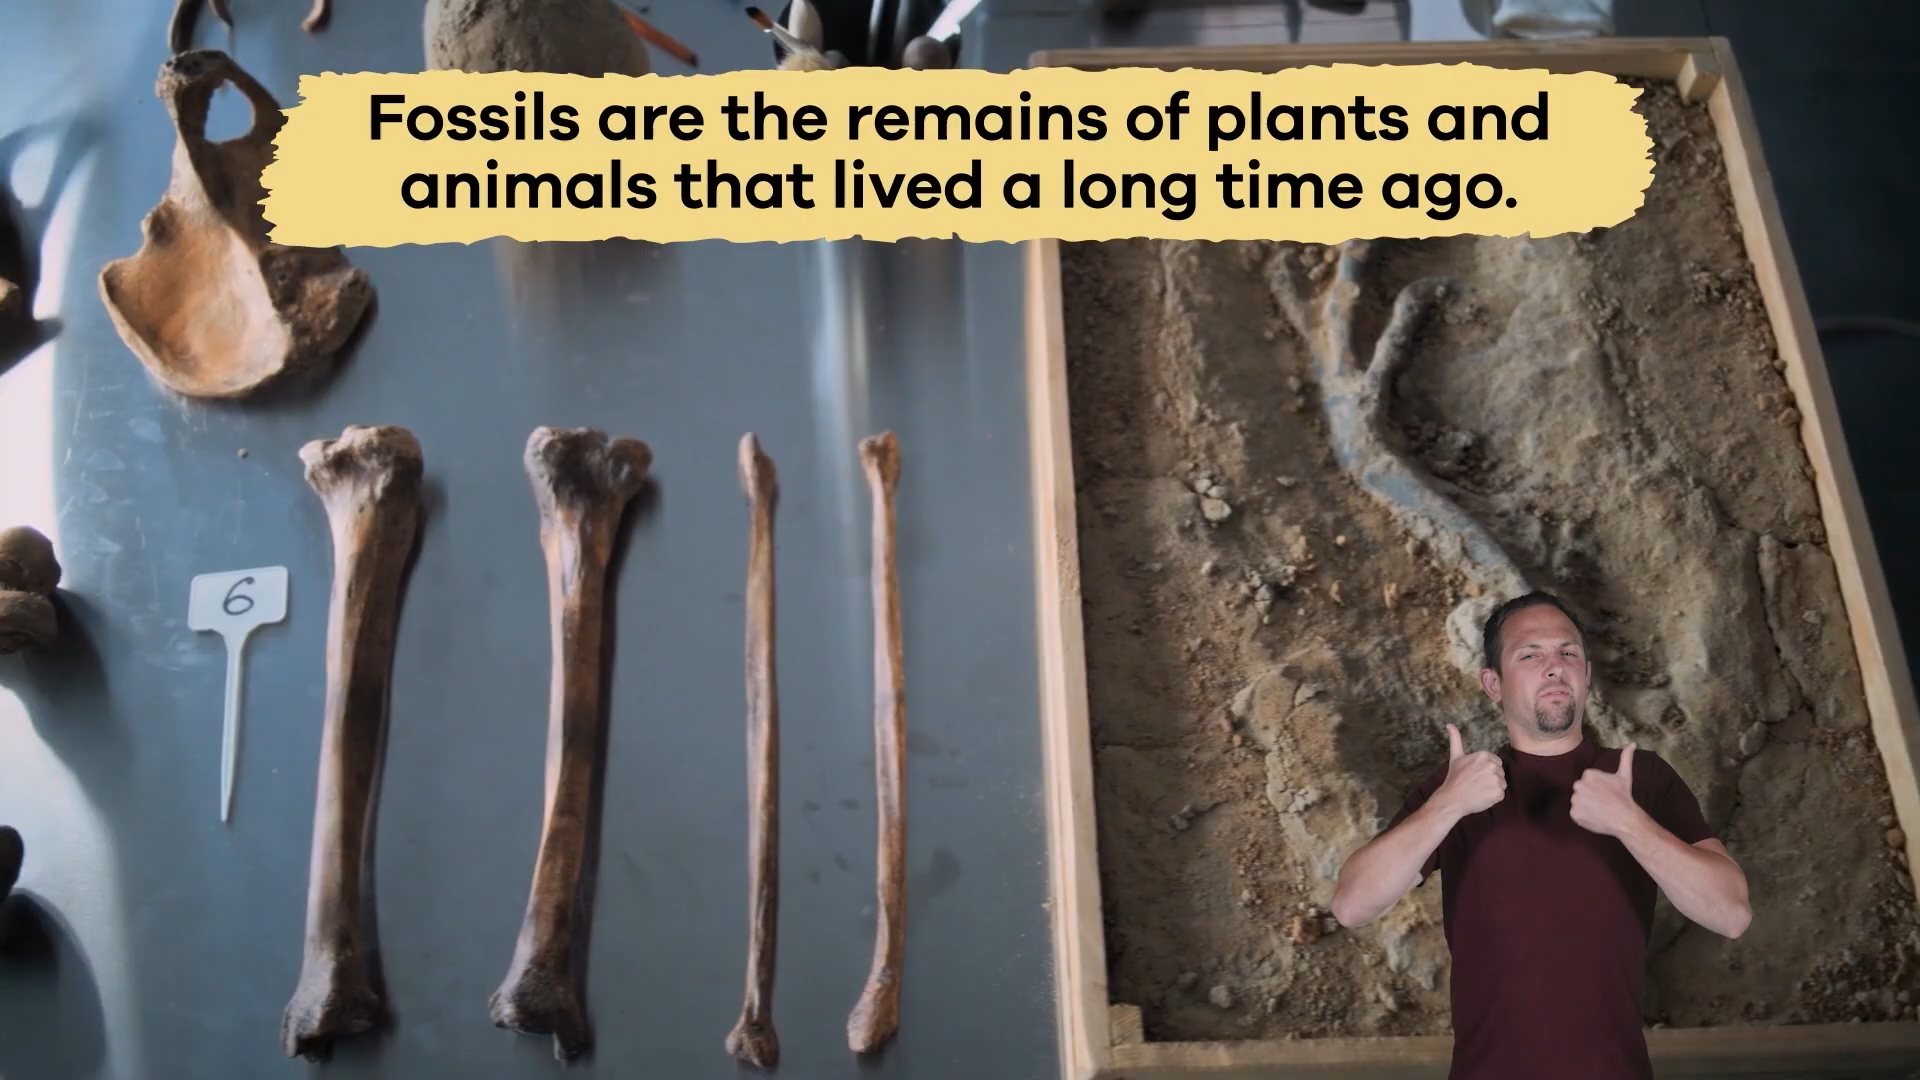 Fossils are the remains of plants and
animals that lived a long time ago.
6